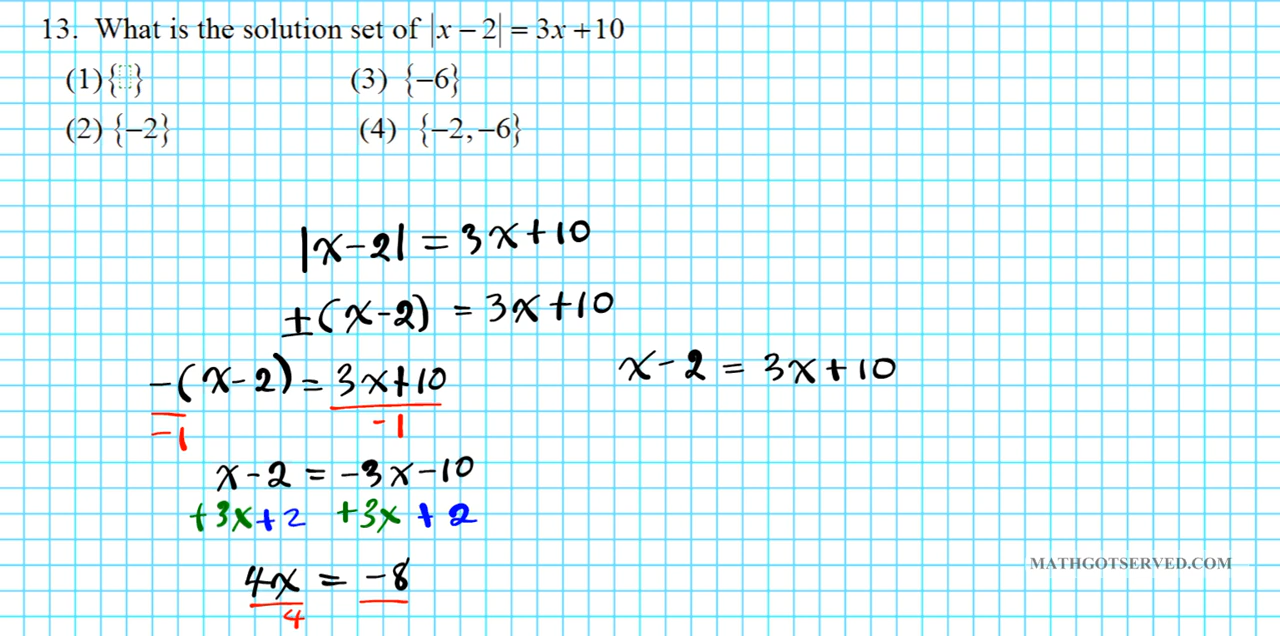 13. What is the solution set of |x − 2| = 3x + 10
(1) { } (3) {−6}
(2) {−2} (4) {−2, −6}
|x − 2| = 3x + 10
±(x − 2) = 3x + 10
−(x − 2) = 3x + 10 x − 2 = 3x + 10
−1 −1
x − 2 = −3x − 10
+3x + 2 +3x + 2
4x = −8
4
MATHGOTSERVED.COM